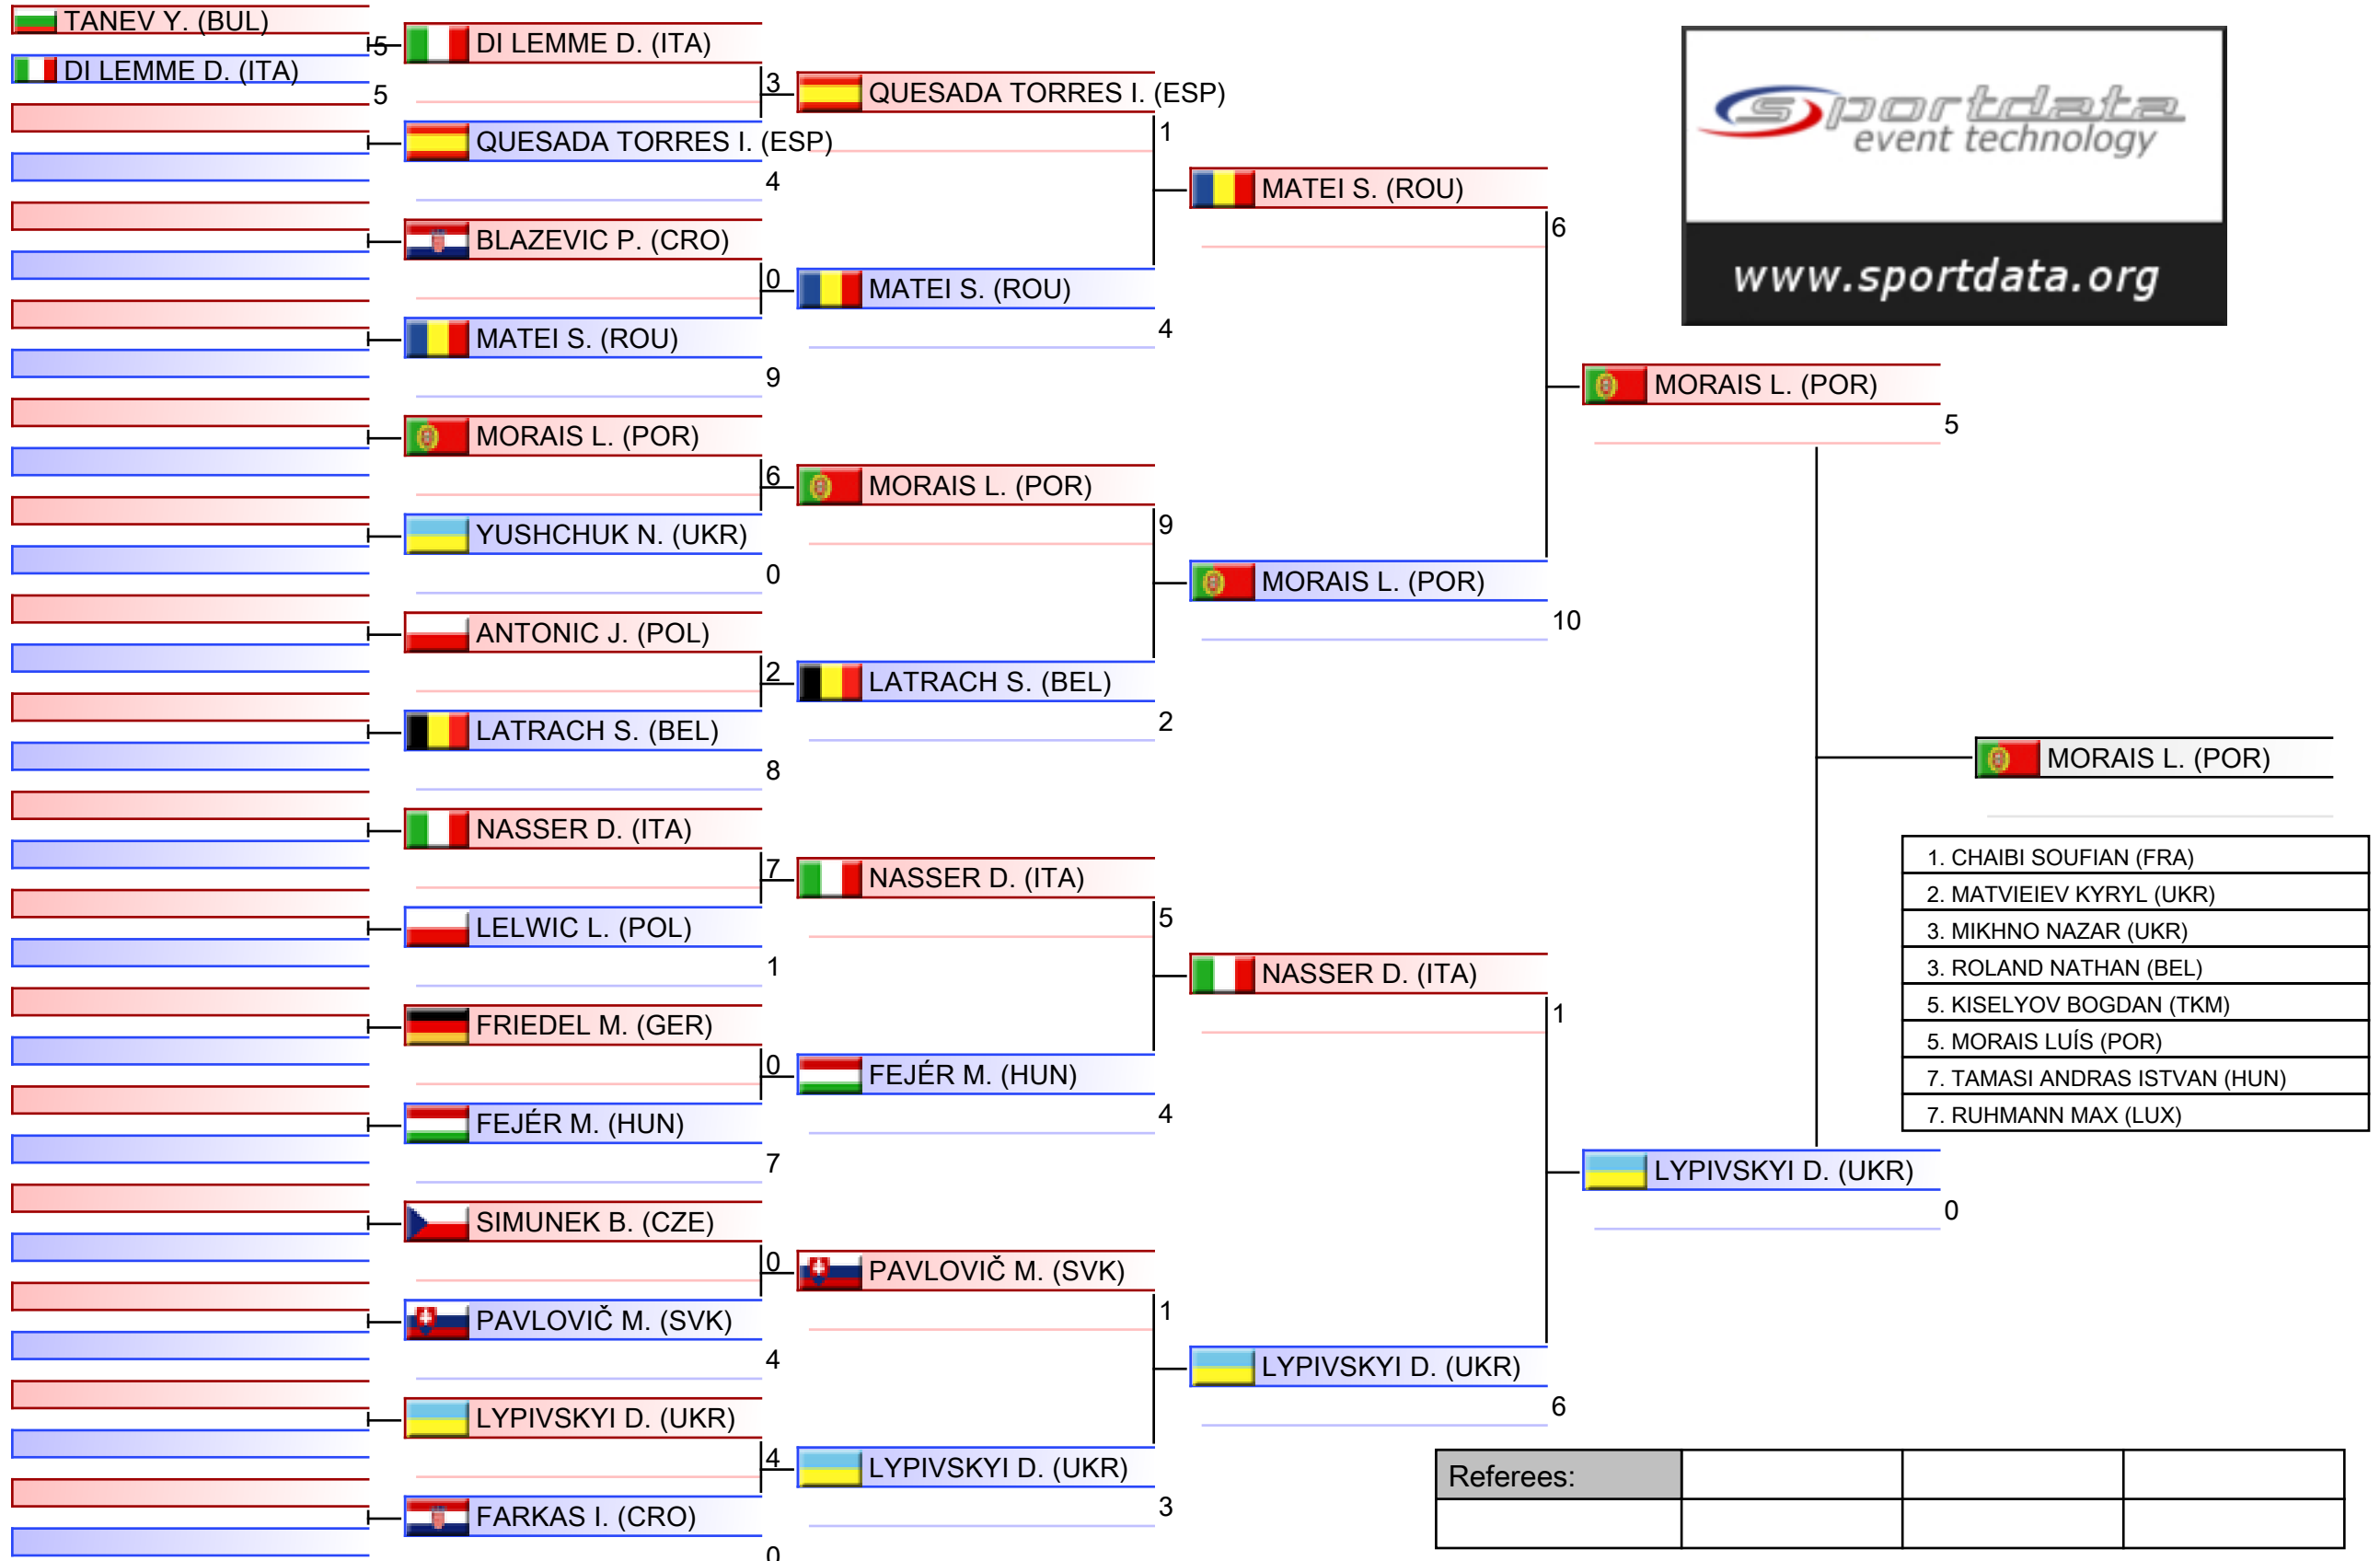 TANEV Y. (BUL)
5
DI LEMME D. (ITA)
5
DI LEMME D. (ITA)
3
QUESADA TORRES I. (ESP)
4
BLAZEVIC P. (CRO)
0
MATEI S. (ROU)
9
MORAIS L. (POR)
6
YUSHCHUK N. (UKR)
0
ANTONIC J. (POL)
2
LATRACH S. (BEL)
8
NASSER D. (ITA)
7
LELWIC L. (POL)
1
FRIEDEL M. (GER)
0
FEJÉR M. (HUN)
7
SIMUNEK B. (CZE)
0
PAVLOVIČ M. (SVK)
4
LYPIVSKYI D. (UKR)
4
FARKAS I. (CRO)
0
QUESADA TORRES I. (ESP)
1
MATEI S. (ROU)
4
MORAIS L. (POR)
9
LATRACH S. (BEL)
2
NASSER D. (ITA)
5
FEJÉR M. (HUN)
4
PAVLOVIČ M. (SVK)
1
LYPIVSKYI D. (UKR)
3
MATEI S. (ROU)
6
MORAIS L. (POR)
10
NASSER D. (ITA)
1
LYPIVSKYI D. (UKR)
6
MORAIS L. (POR)
5
LYPIVSKYI D. (UKR)
0
MORAIS L. (POR)
sportdata
event technology
www.sportdata.org
1. CHAIBI SOUFIAN (FRA)
2. MATVIEIEV KYRYL (UKR)
3. MIKHNO NAZAR (UKR)
3. ROLAND NATHAN (BEL)
5. KISELYOV BOGDAN (TKM)
5. MORAIS LUÍS (POR)
7. TAMASI ANDRAS ISTVAN (HUN)
7. RUHMANN MAX (LUX)
Referees: